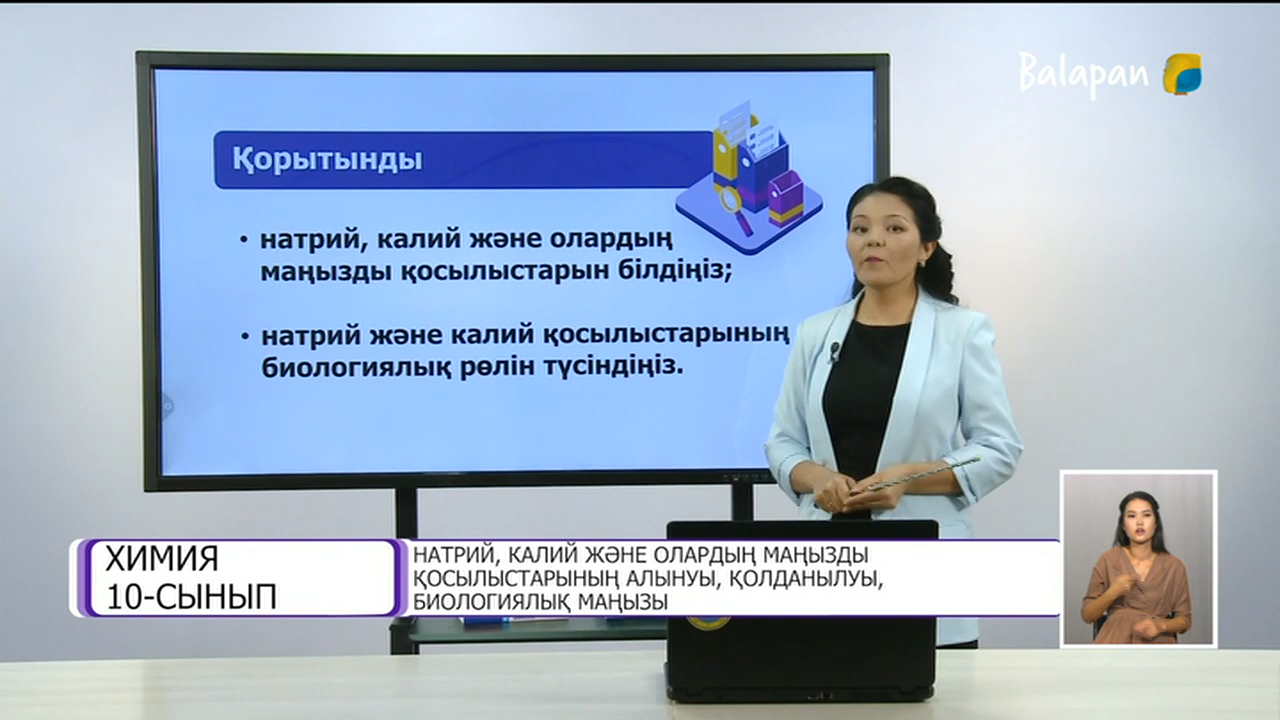 Balapan
Қорытынды
• натрий, калий және олардың
маңызды қосылыстарын білдіңіз;
• натрий және калий қосылыстарының
биологиялық рөлін түсіндіңіз.
ХИМИЯ
10-СЫНЫП
НАТРИЙ, КАЛИЙ ЖӘНЕ ОЛАРДЫҢ МАҢЫЗДЫ
ҚОСЫЛЫСТАРЫНЫҢ АЛЫНУЫ, ҚОЛДАНЫЛУЫ,
БИОЛОГИЯЛЫҚ МАҢЫЗЫ